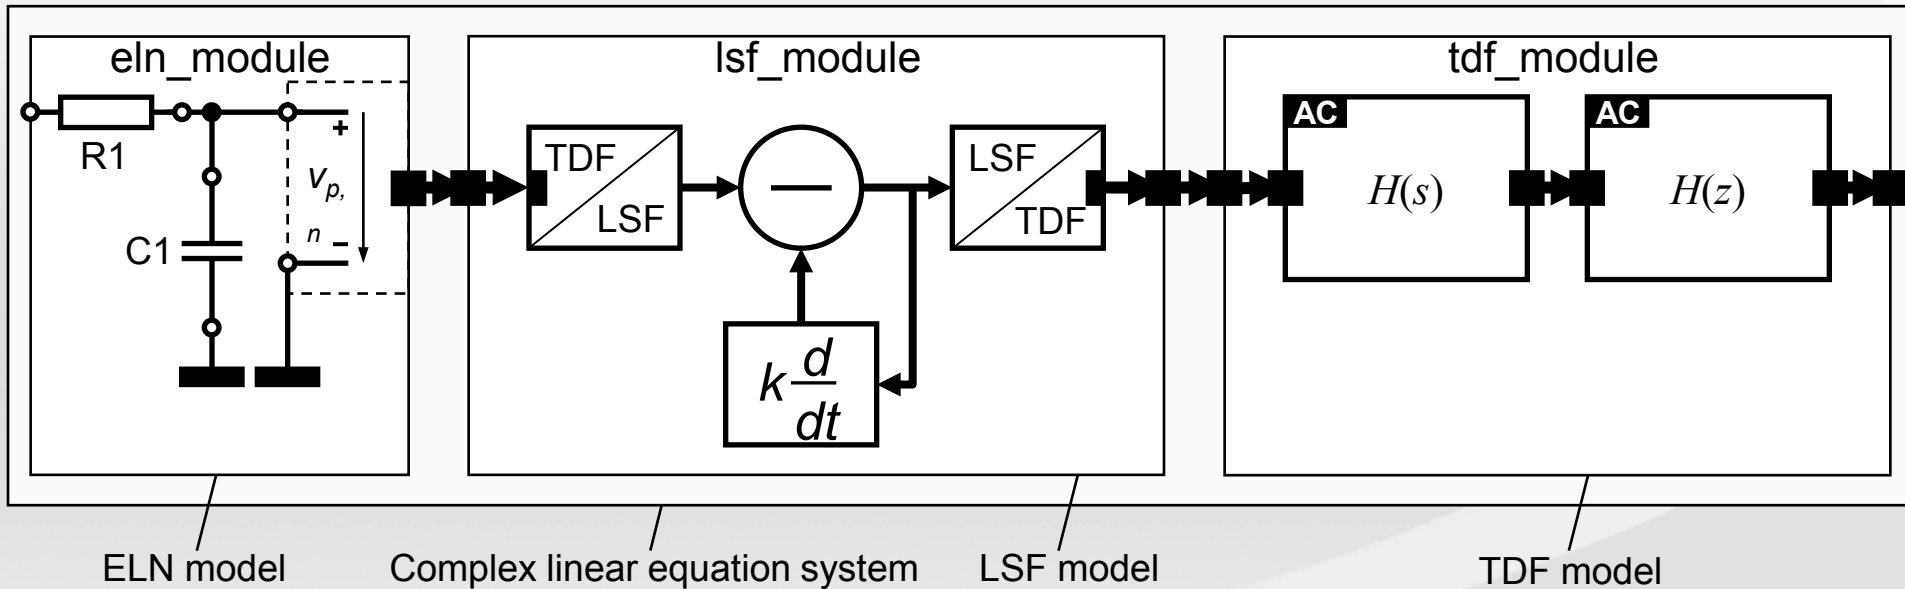 eln_module
lsf_module
tdf_module
R1
+
vp,
n
–
C1
TDF
LSF
—
LSF
TDF
k d
dt
AC
H(s)
AC
H(z)
ELN model
Complex linear equation system
LSF model
TDF model